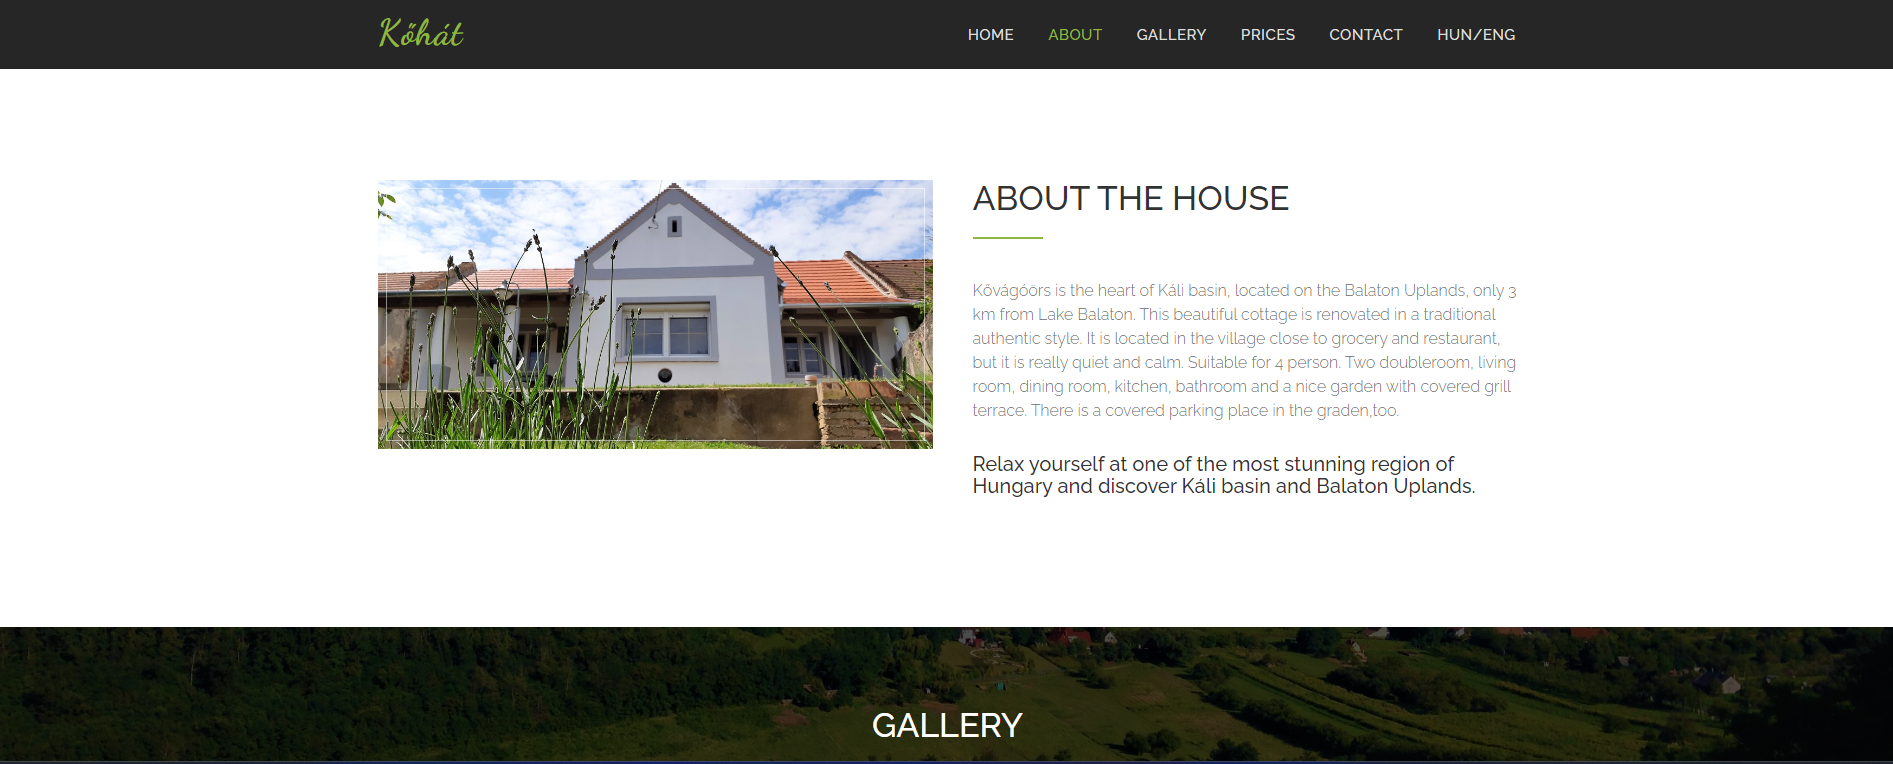 Kőhát
HOME ABOUT GALLERY PRICES CONTACT HUN/ENG
ABOUT THE HOUSE
Kővágóörs is the heart of Káli basin, located on the Balaton Uplands, only 3
km from Lake Balaton. This beautiful cottage is renovated in a traditional
authentic style. It is located in the village close to grocery and restaurant,
but it is really quiet and calm. Suitable for 4 person. Two doubleroom, living
room, dining room, kitchen, bathroom and a nice garden with covered grill
terrace. There is a covered parking place in the graden,too.
Relax yourself at one of the most stunning region of
Hungary and discover Káli basin and Balaton Uplands.
GALLERY